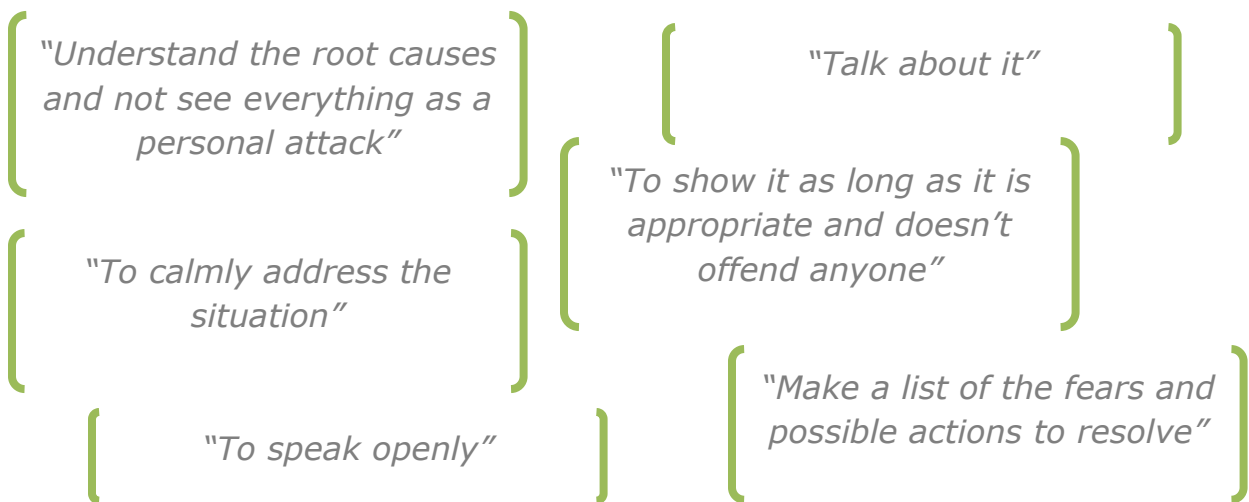 “Understand the root causes
and not see everything as a
personal attack”
“Talk about it”
“To show it as long as it is
appropriate and doesn’t
offend anyone”
“To calmly address the
situation”
“Make a list of the fears and
possible actions to resolve”
“To speak openly”